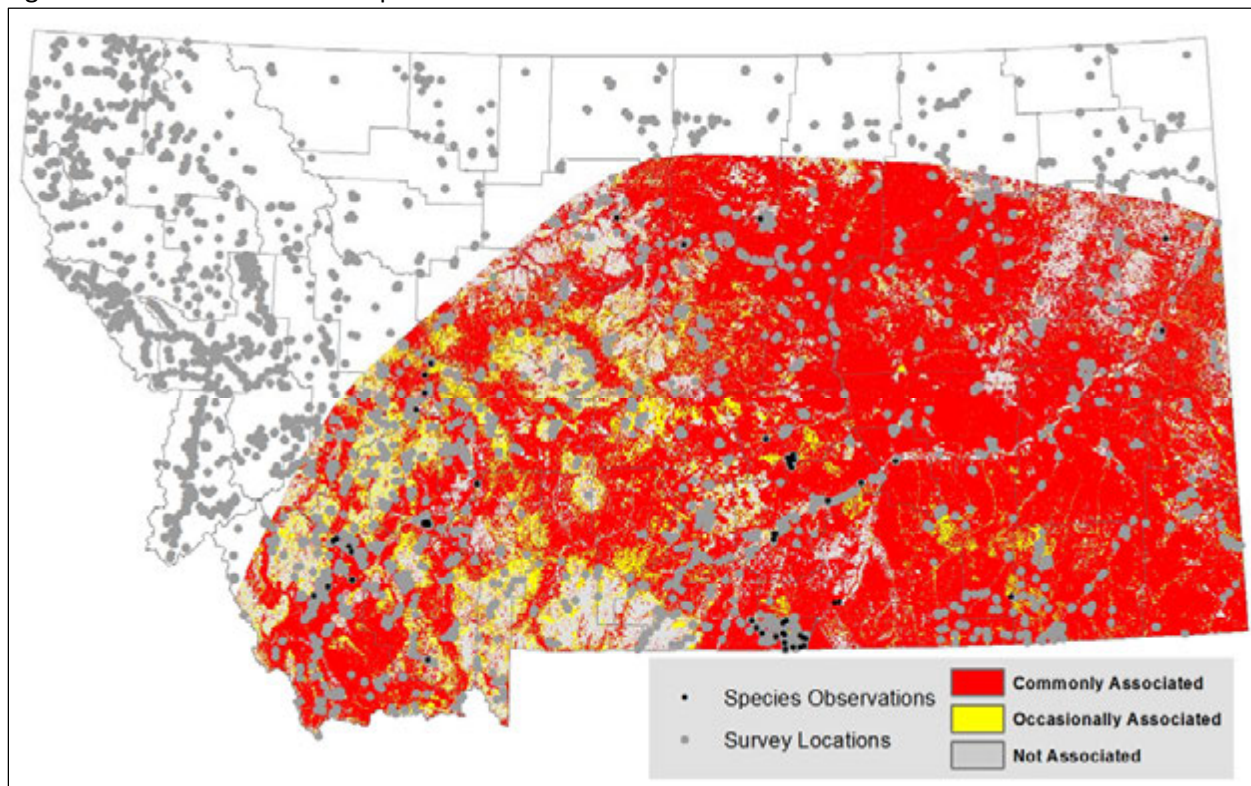 Species Observations
Survey Locations
Commonly Associated
Occasionally Associated
Not Associated